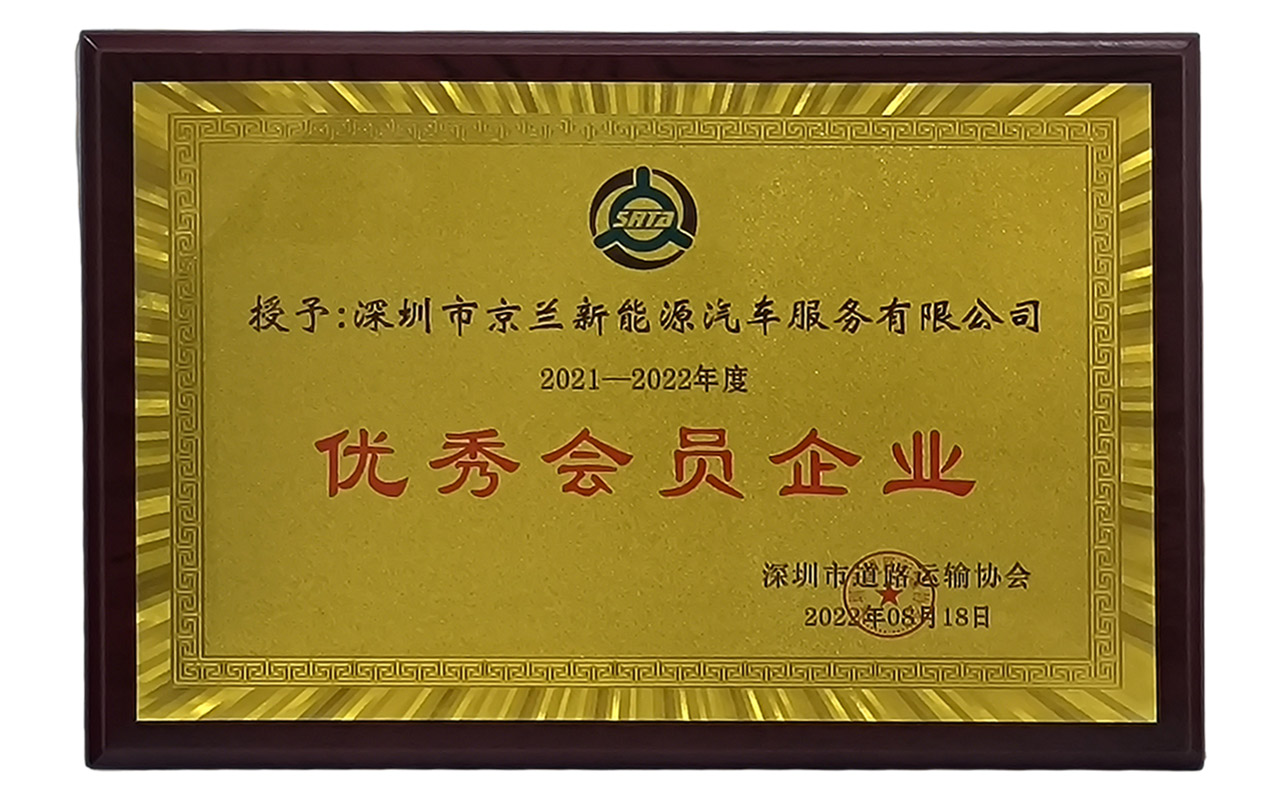 SATA
授予:深圳市京兰新能源汽车服务有限公司
2021—2022年度
优秀会员企业
深圳市道路运输协会
2022年08月18日